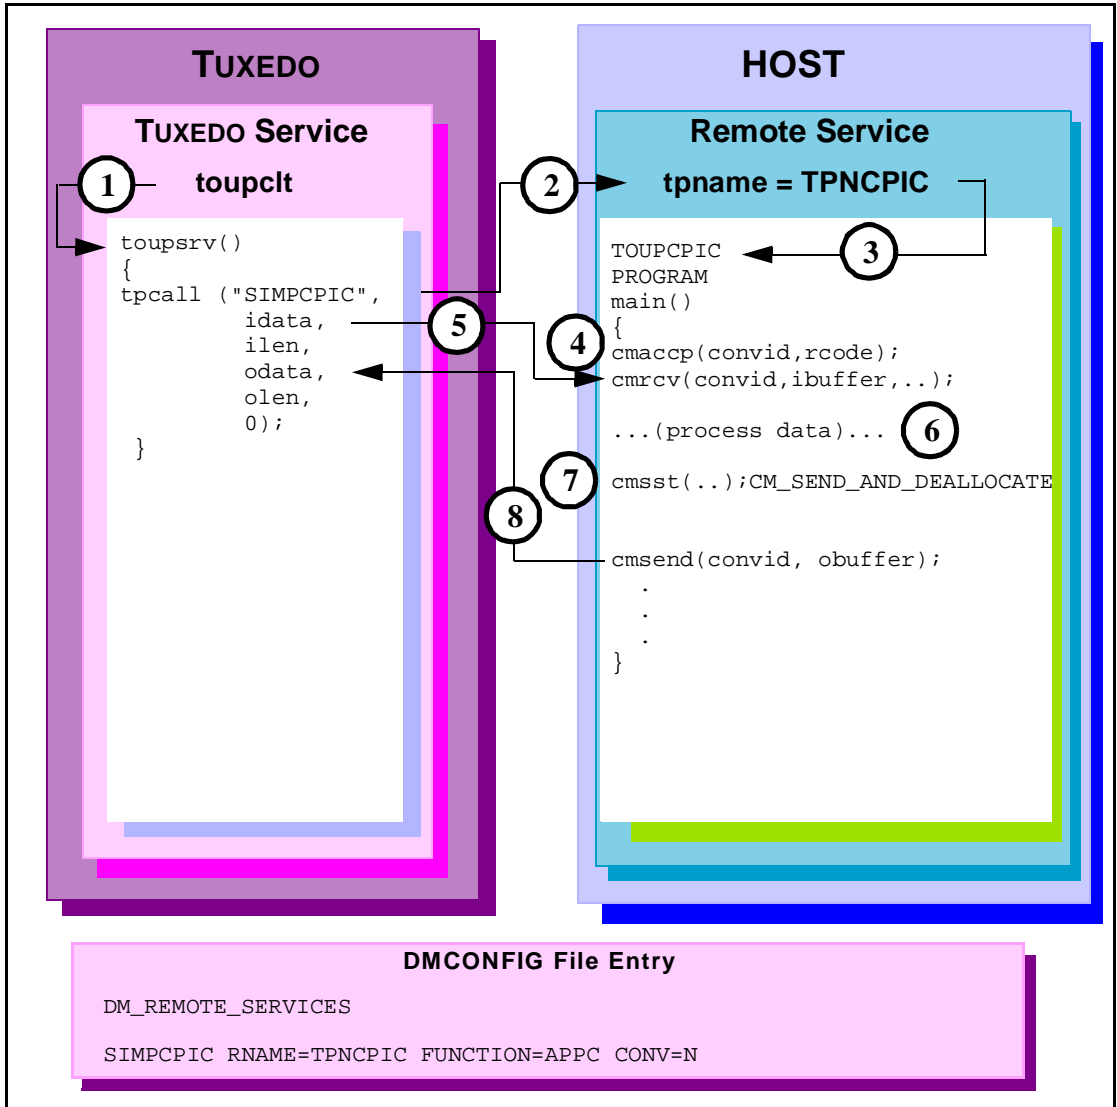 TUXEDO
TUXEDO Service
1 toupclt
toupsrv()
{
tpcall ("SIMPCPIC",
idata,
ilen,
odata,
olen,
0);
}
HOST
Remote Service
2 tpname = TPNCPIC
TOUPCPIC 3
PROGRAM
main()
{
4
cmaccp(convid,rcode);
5
cmrcv(convid,ibuffer,..);
...(process data)... 6
7 cmsst(..);CM_SEND_AND_DEALLOCATE
8
cmsend(convid, obuffer);
.
.
.
}
DMCONFIG File Entry
DM_REMOTE_SERVICES
SIMPCPIC RNAME=TPNCPIC FUNCTION=APPC CONV=N